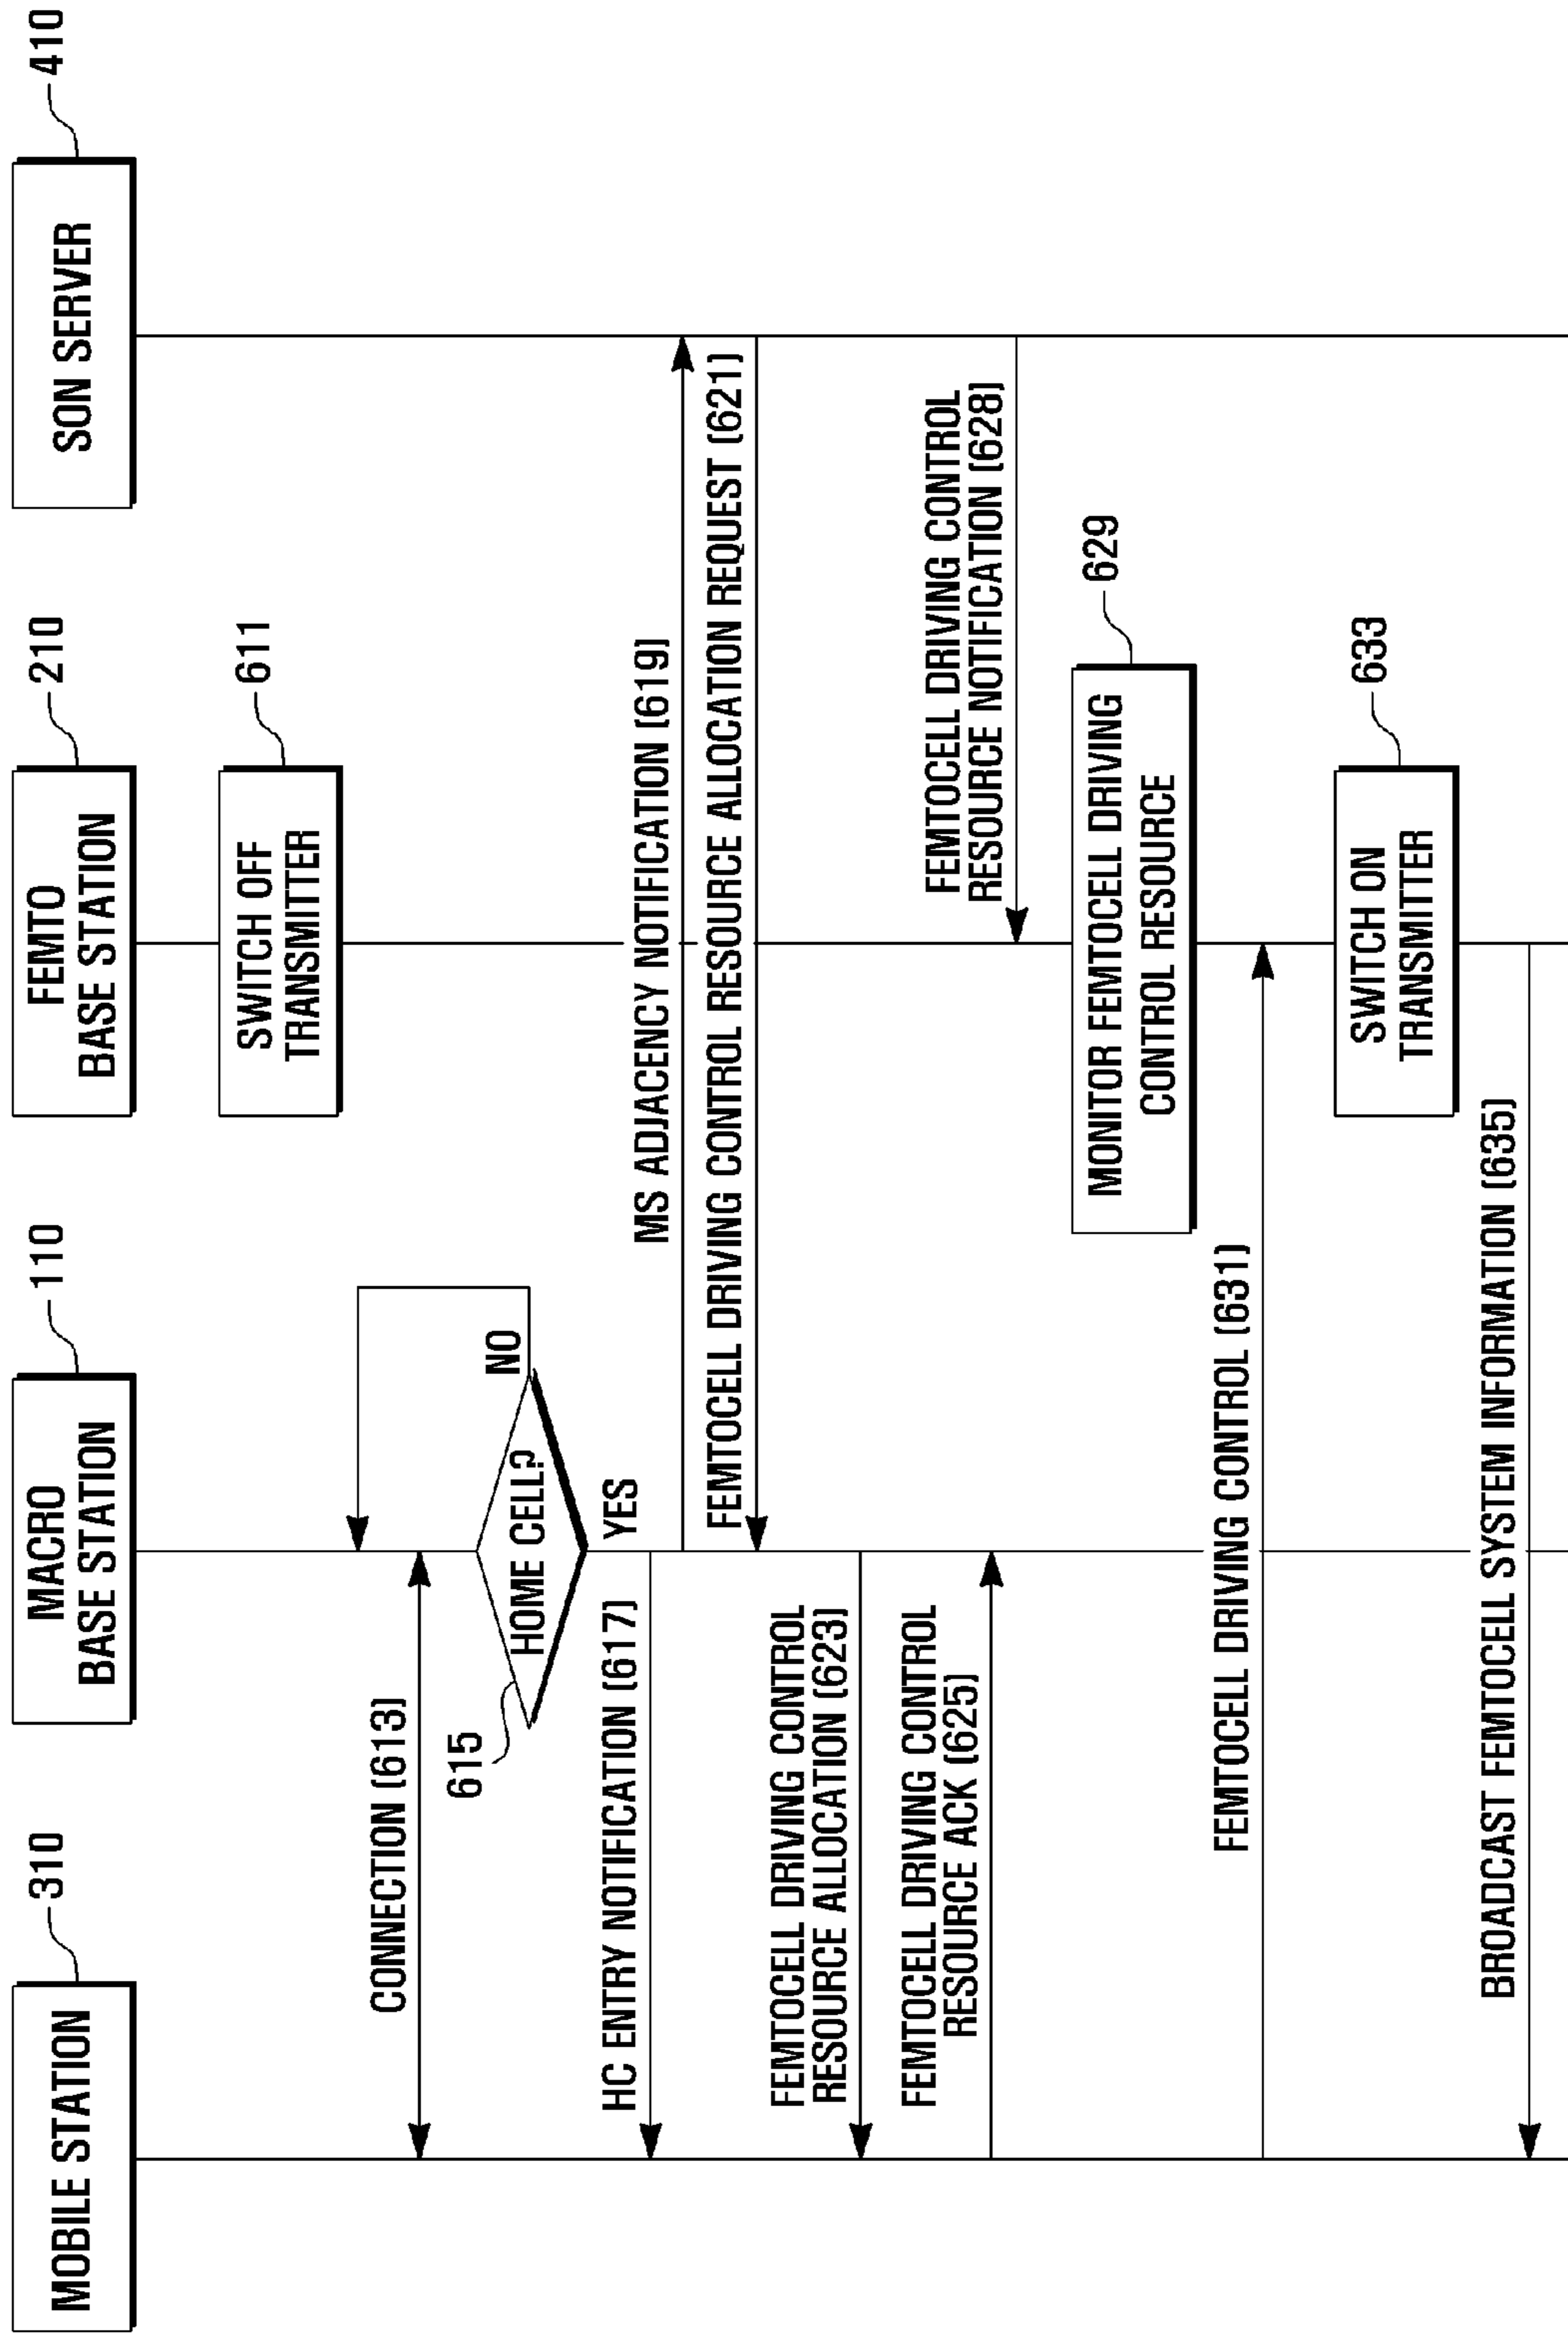 MOBILE STATION
310
MACRO
BASE STATION
110
FEMTO
BASE STATION
210
SON SERVER
410
SWITCH OFF
TRANSMITTER
611
CONNECTION (613)
615
HOME CELL?
NO
YES
HC ENTRY NOTIFICATION (617)
MS ADJACENCY NOTIFICATION (619)
FEMTOCELL DRIVING CONTROL RESOURCE ALLOCATION REQUEST (621)
FEMTOCELL DRIVING CONTROL
RESOURCE ALLOCATION (623)
FEMTOCELL DRIVING CONTROL
RESOURCE ACK (625)
FEMTOCELL DRIVING CONTROL
RESOURCE NOTIFICATION (628)
MONITOR FEMTOCELL DRIVING
CONTROL RESOURCE
629
FEMTOCELL DRIVING CONTROL (631)
SWITCH ON
TRANSMITTER
633
BROADCAST FEMTOCELL SYSTEM INFORMATION (635)